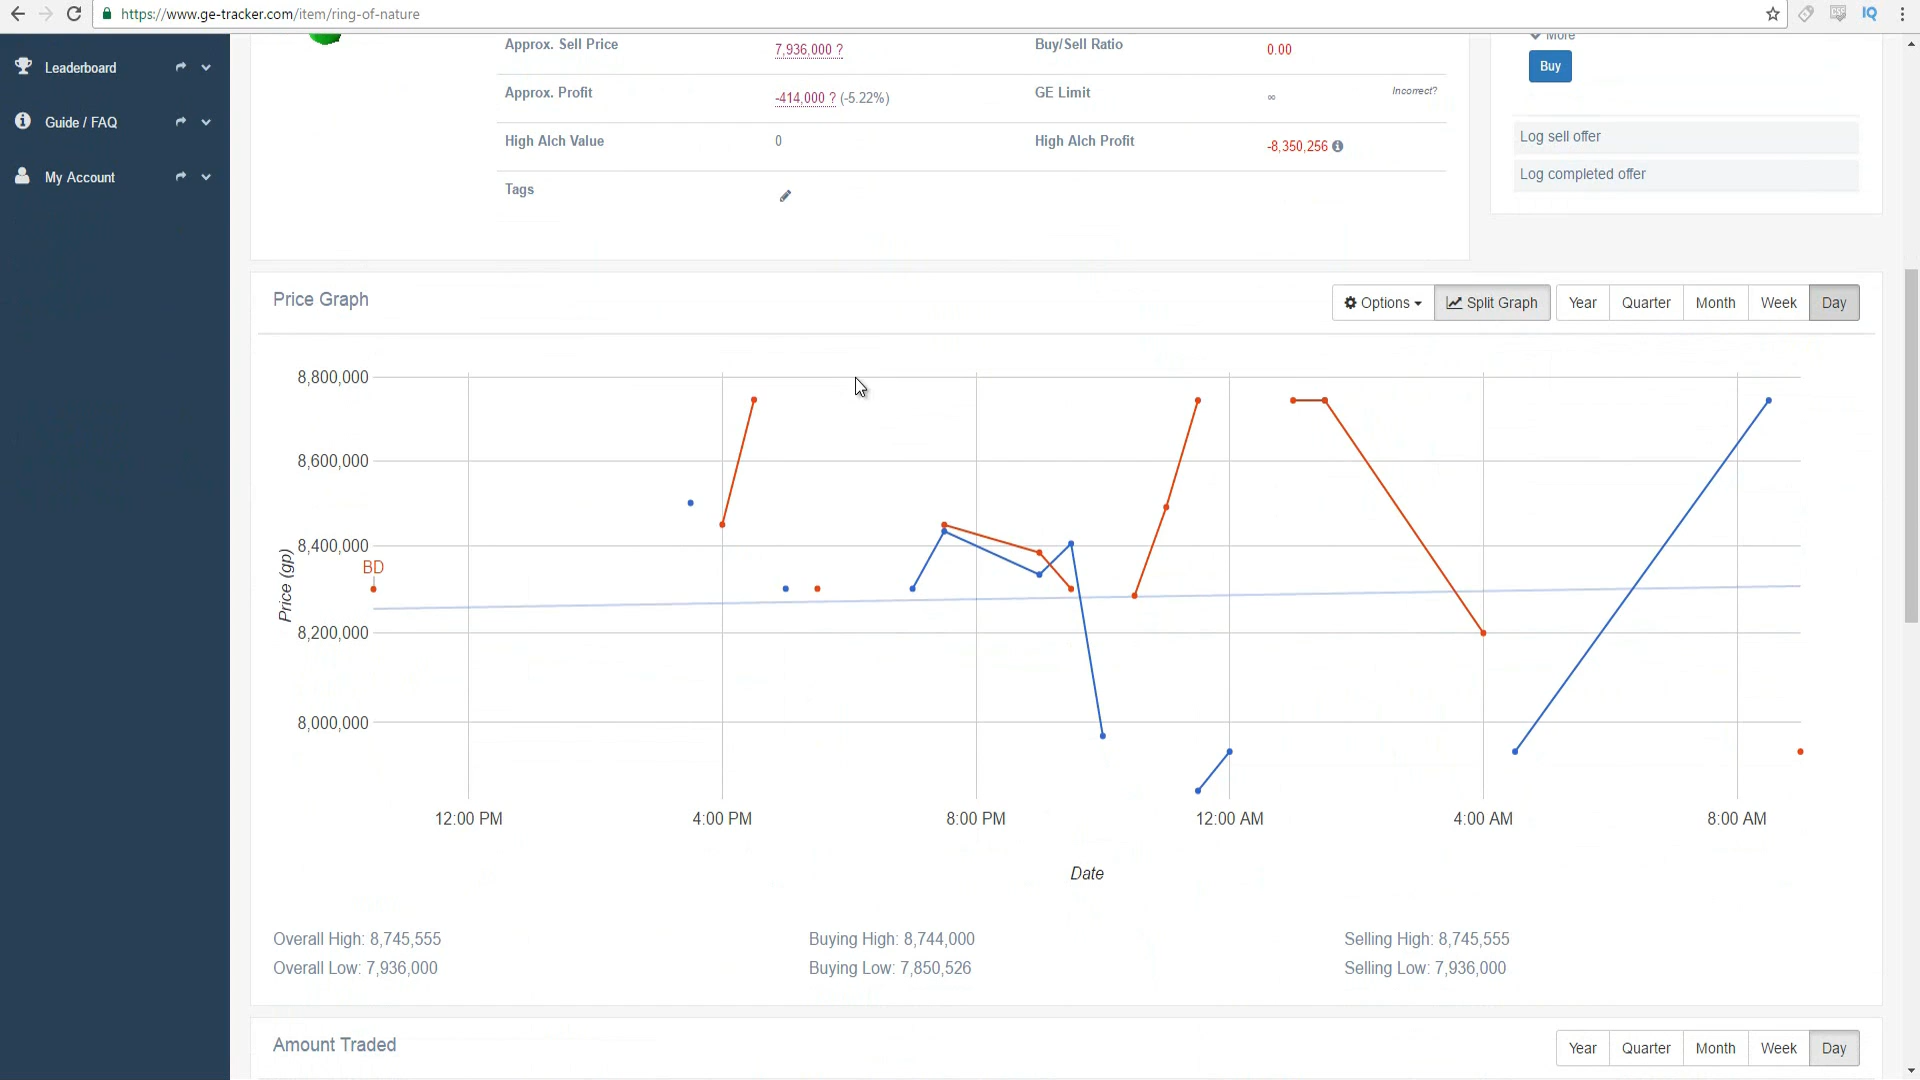 https://www.ge-tracker.com/item/ring-of-nature
CSS
IQ
Leaderboard
Guide / FAQ
My Account
Approx. Sell Price
7,936,000 ?
Buy/Sell Ratio
0.00
Approx. Profit
-414,000 ? (-5.22%)
GE Limit
∞
Incorrect?
High Alch Value
0
High Alch Profit
-8,350,256
Tags
More
Buy
Log sell offer
Log completed offer
Price Graph
Options
Split Graph
Year
Quarter
Month
Week
Day
8,800,000
8,600,000
8,400,000
8,200,000
8,000,000
BD
Price (gp)
12:00 PM
4:00 PM
8:00 PM
12:00 AM
4:00 AM
8:00 AM
Date
Overall High: 8,745,555
Buying High: 8,744,000
Selling High: 8,745,555
Overall Low: 7,936,000
Buying Low: 7,850,526
Selling Low: 7,936,000
Amount Traded
Year
Quarter
Month
Week
Day